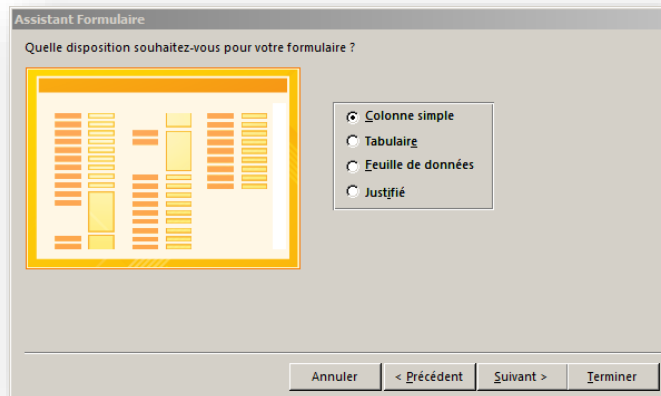 Assistant Formulaire
Quelle disposition souhaitez-vous pour votre formulaire ?
Colonne simple
Tabulaire
Feuille de données
Justifié
Annuler
< Précédent
Suivant >
Terminer